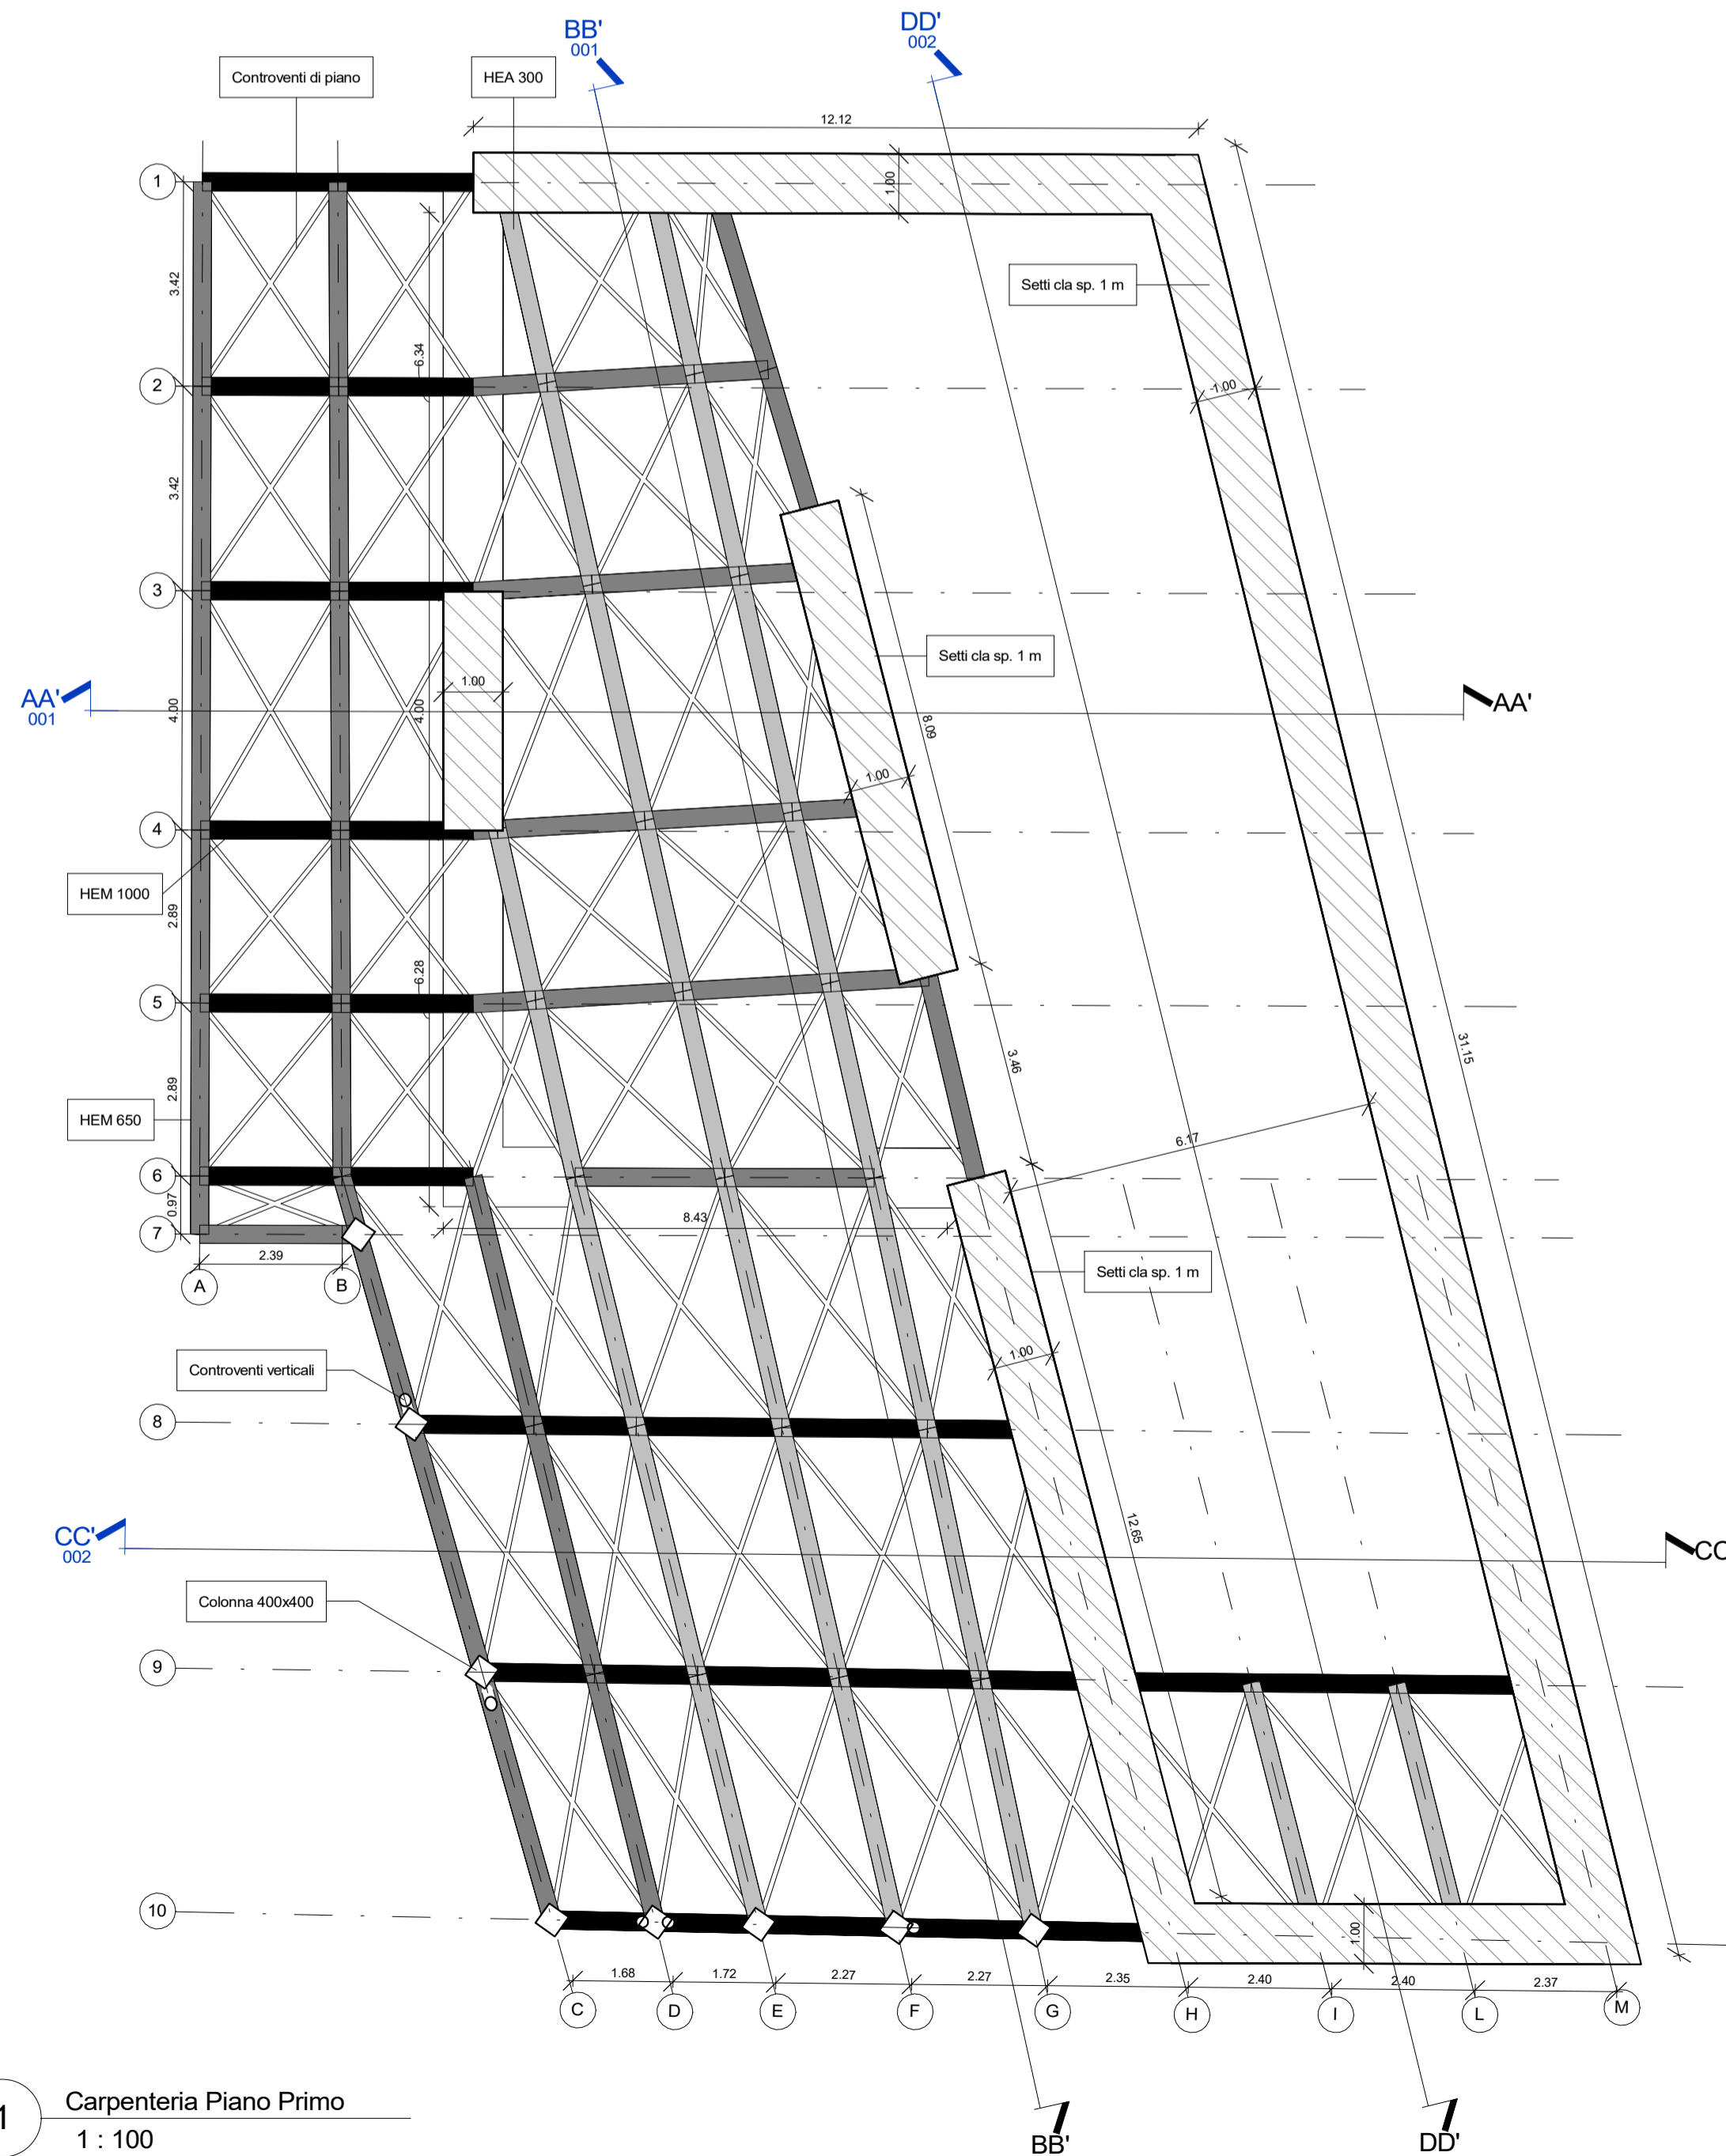 BB'
001
DD'
002
Controventi di piano
HEA 300
12.12
1
1.00
3.42
Setti cla sp. 1 m
6.34
2
1.00
3.42
3
Setti cla sp. 1 m
1.00
AA'
001
4.00
4.00
AA'
8.09
1.00
4
HEM 1000
2.89
6.28
5
31.15
3.46
2.89
HEM 650
6.17
6
0.97
8.43
7
2.39
A
B
Setti cla sp. 1 m
1.00
Controventi verticali
8
12.65
CC'
002
CC
Colonna 400x400
9
10
1.00
1.68
1.72
2.27
2.27
2.35
2.40
2.40
2.37
C
D
E
F
G
H
I
L
M
1
Carpenteria Piano Primo
1 : 100
BB'
DD'